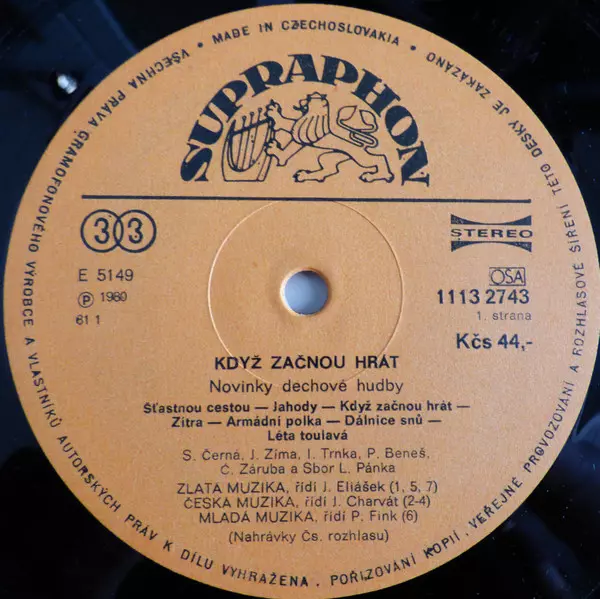 VŠECHNA PRÁVA GRAMOFONOVÉHO VÝROBCE A VLASTNÍKŮ AUTORSKÝCH PRÁV K DÍLU VYHRAŽENA. POŘIZOVÁNÍ KOPIÍ, VEŘEJNÉ PROVOZOVÁNÍ A ROZHLASOVÉ ŠÍŘENÍ TÉTO DESKY JE ZAKÁZÁNO
• MADE IN CZECHOSLOVAKIA •
SUPRAPHON
33
STEREO
E 5149
Ⓟ 1980
61 1
OSA
1113 2743
1. strana
Kčs 44,-
KDYŽ ZAČNOU HRÁT
Novinky dechové hudby
Šťastnou cestou — Jahody — Když začnou hrát —
Zitra — Armádní polka — Dálnice snů —
Léta toulavá
S. Černá, J. Zíma, I. Trnka, P. Beneš,
Č. Záruba a Sbor L. Pánka
ZLATA MUZIKA, řídí J. Eliášek (1, 5, 7)
ČESKA MUZIKA, řídí J. Charvát (2-4)
MLADÁ MUZIKA, řídí P. Fink (6)
(Nahrávky Čs. rozhlasu)